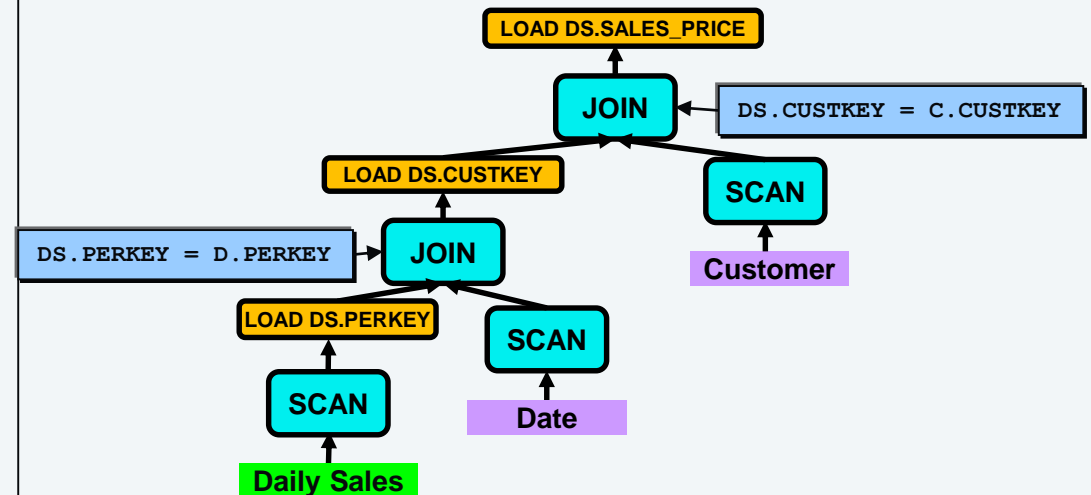 LOAD DS.SALES_PRICE
JOIN
DS.CUSTKEY = C.CUSTKEY
LOAD DS.CUSTKEY
SCAN
DS.PERKEY = D.PERKEY
JOIN
Customer
LOAD DS.PERKEY
SCAN
SCAN
Date
Daily Sales